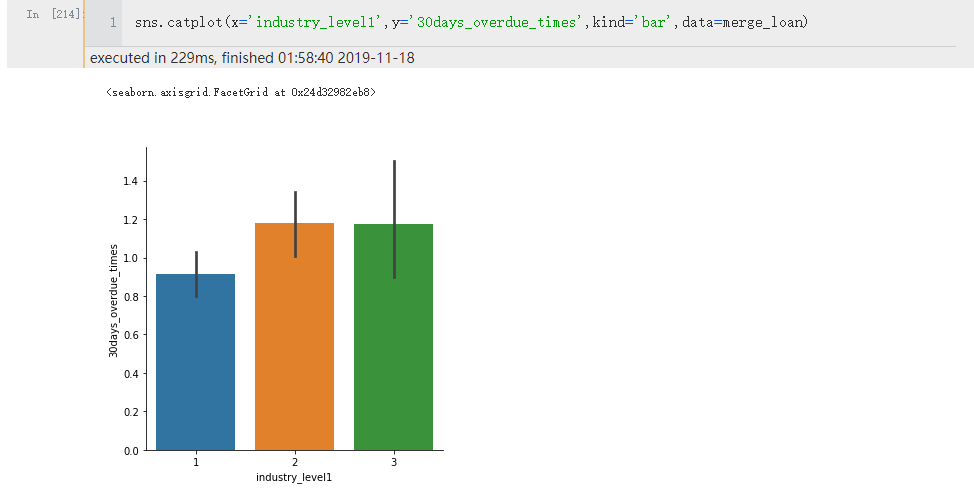 In [214]:
1 sns.catplot(x='industry_level1',y='30days_overdue_times',kind='bar',data=merge_loan)
executed in 229ms, finished 01:58:40 2019-11-18
<seaborn.axisgrid.FacetGrid at 0x24d32982eb8>
1.4
1.2
1.0
0.8
0.6
0.4
0.2
0.0
30days_overdue_times
1 2 3
industry_level1